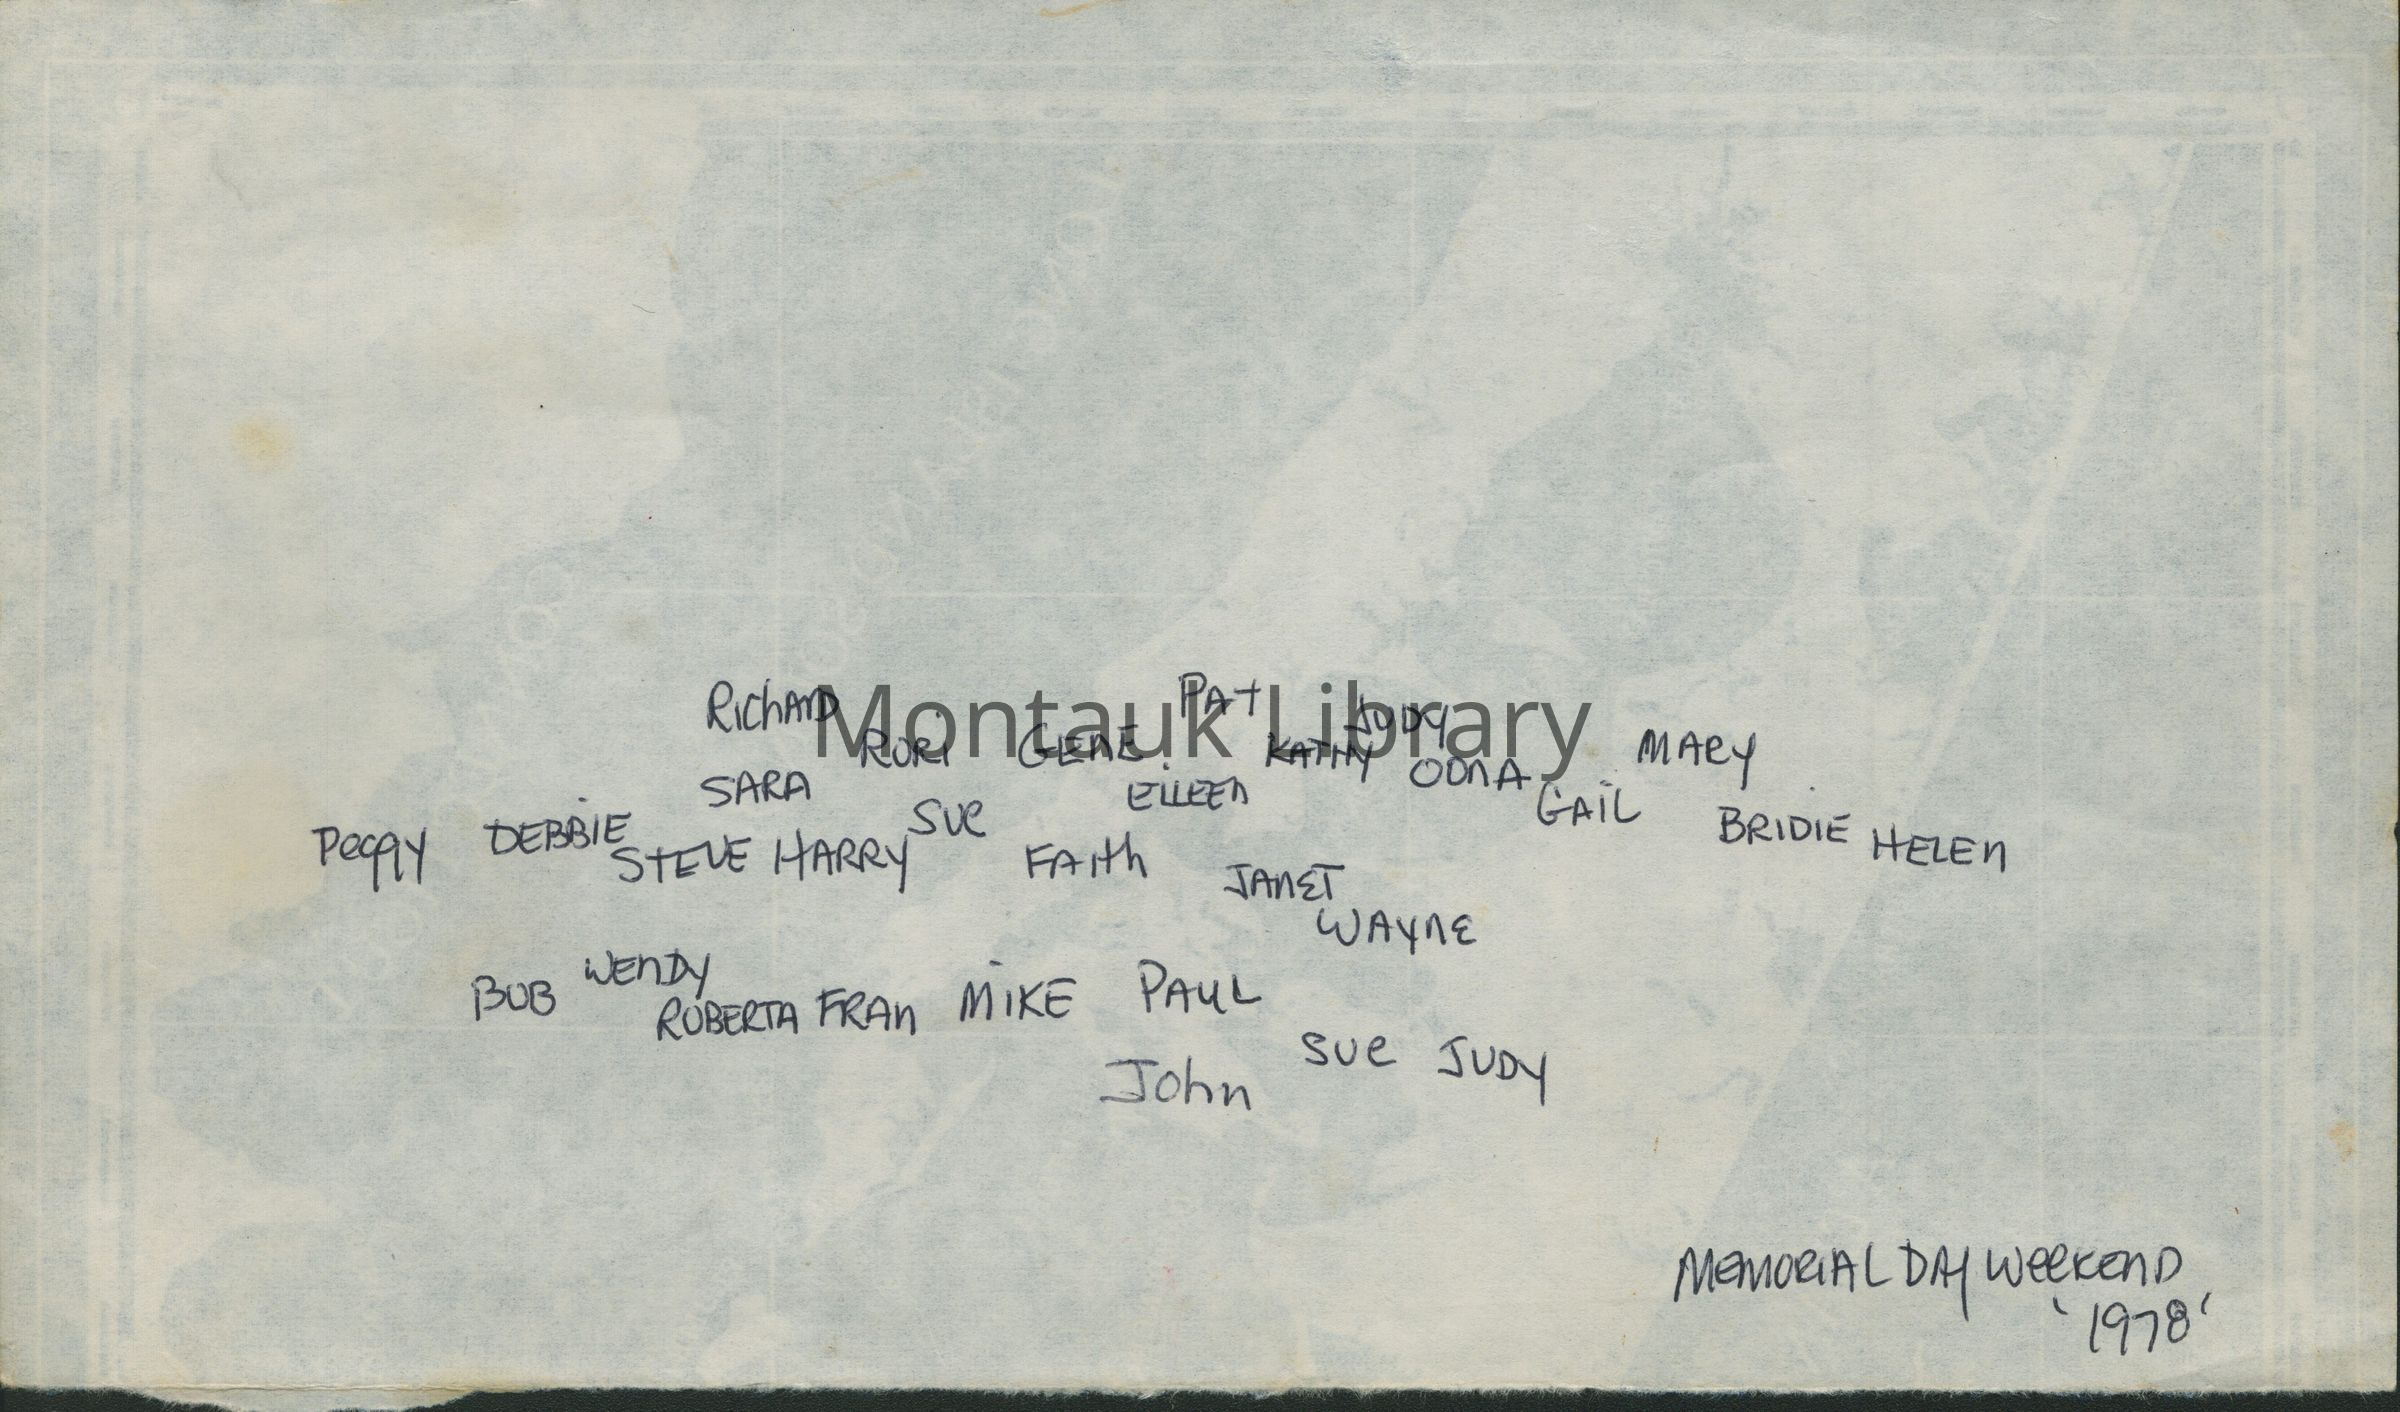 Richard PAT JUDY
RORI GENE KATHY MARY
SARA EILEEN OONA GAIL
Peggy DEBBIE SUE BRIDIE HELEN
STEVE HARRY FAITH JANET
WAYNE
BOB WENDY MIKE PAUL
ROBERTA FRAN
John SUE JUDY
MEMORIAL DAY WEEKEND
'1978'
Montauk Library